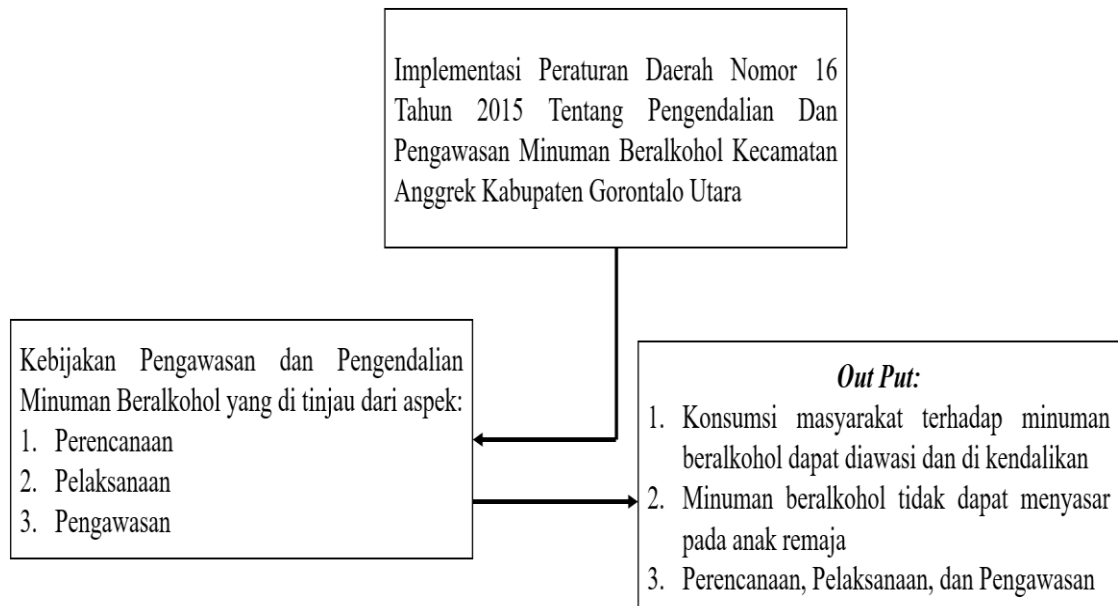 Implementasi Peraturan Daerah Nomor 16
Tahun 2015 Tentang Pengendalian Dan
Pengawasan Minuman Beralkohol Kecamatan
Anggrek Kabupaten Gorontalo Utara
Kebijakan Pengawasan dan Pengendalian
Minuman Beralkohol yang di tinjau dari aspek:
1. Perencanaan
2. Pelaksanaan
3. Pengawasan
Out Put:
1. Konsumsi masyarakat terhadap minuman
beralkohol dapat diawasi dan di kendalikan
2. Minuman beralkohol tidak dapat menyasar
pada anak remaja
3. Perencanaan, Pelaksanaan, dan Pengawasan